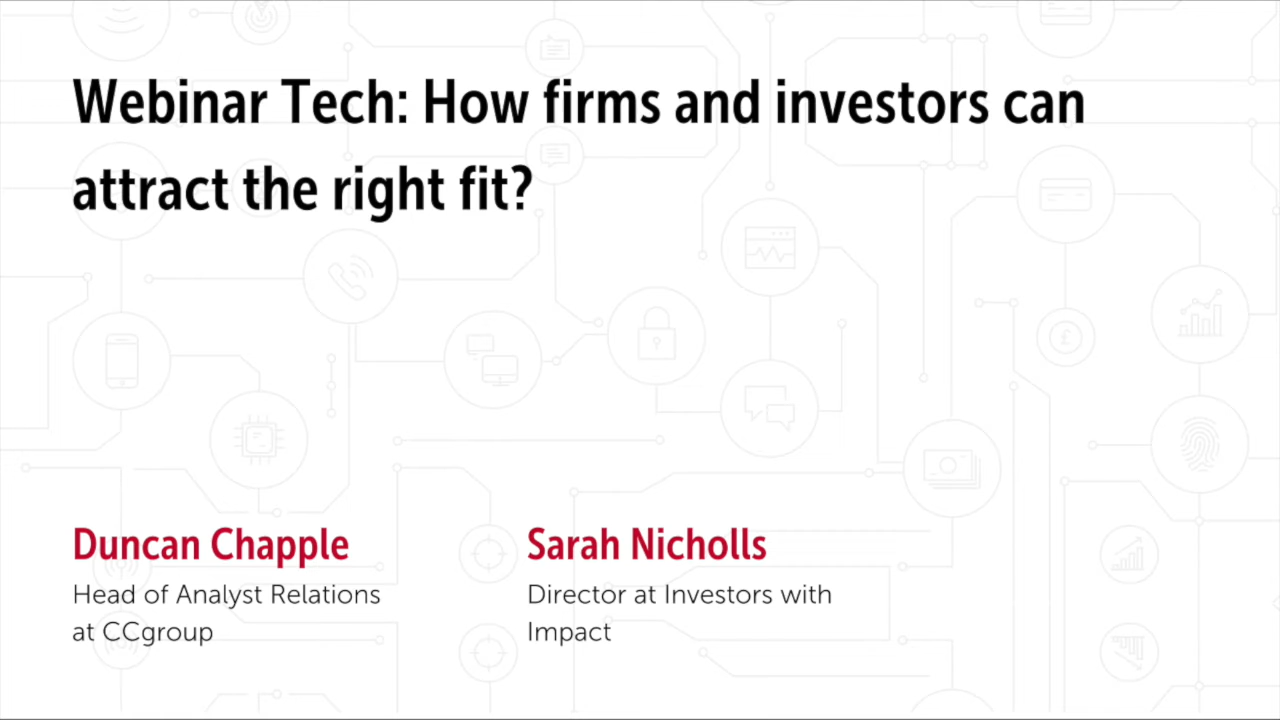 Webinar Tech: How firms and investors can
attract the right fit?
Duncan Chapple
Head of Analyst Relations
at CCgroup
Sarah Nicholls
Director at Investors with
Impact